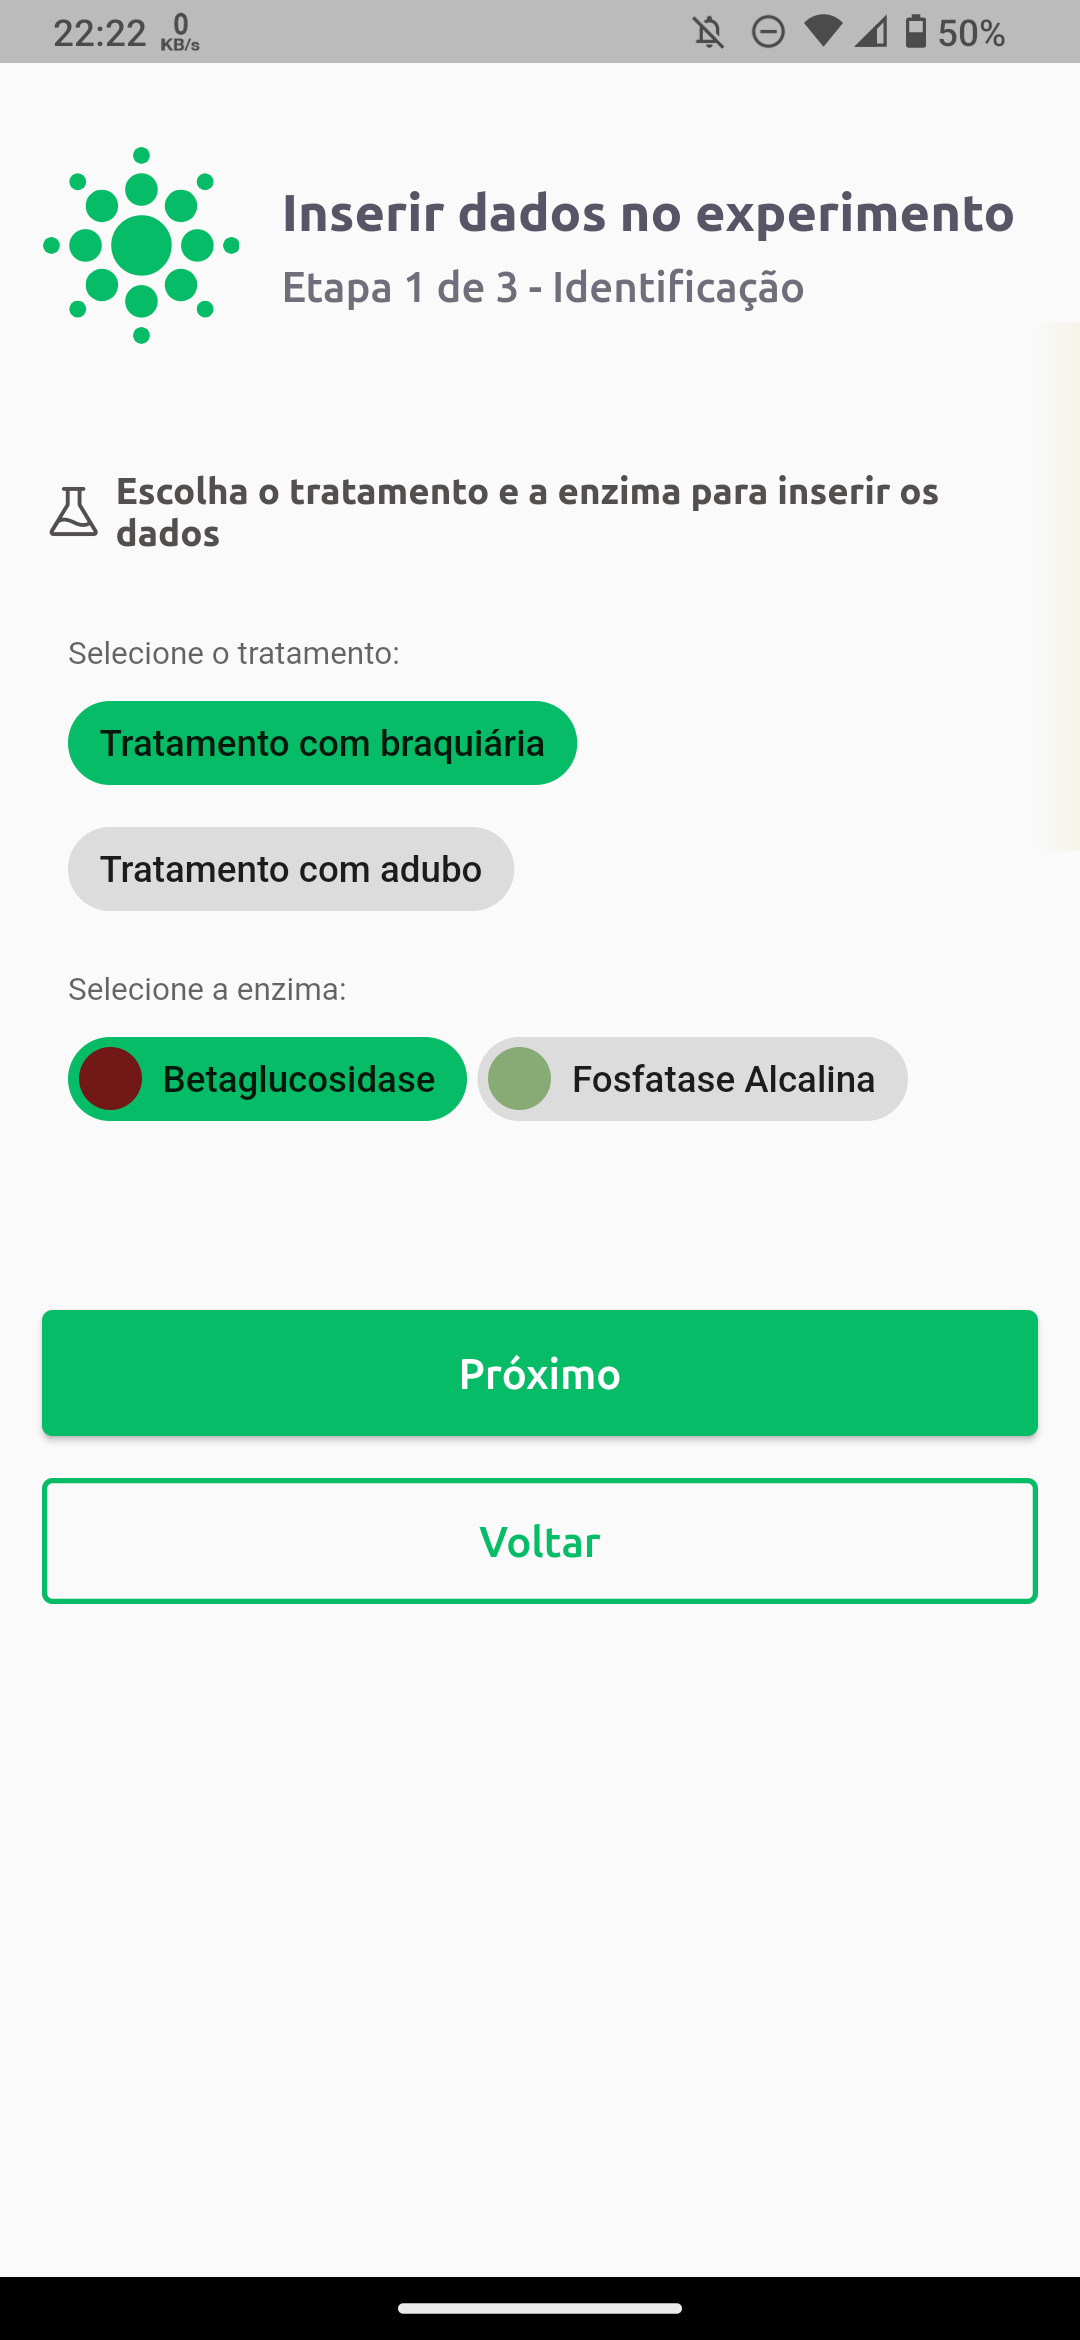 22:22 0 KB/s 50%
Inserir dados no experimento
Etapa 1 de 3 - Identificação
Escolha o tratamento e a enzima para inserir os
dados
Selecione o tratamento:
Tratamento com braquiária
Tratamento com adubo
Selecione a enzima:
Betaglucosidase Fosfatase Alcalina
Próximo
Voltar